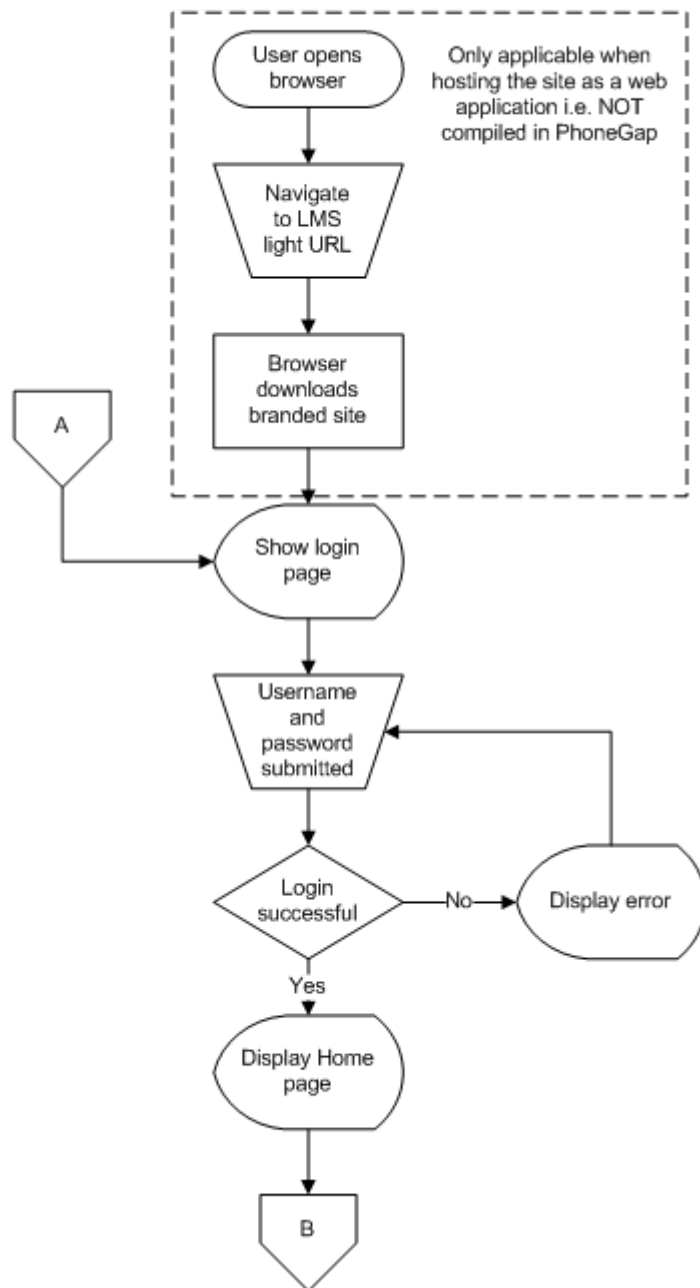 User opens
browser
Only applicable when
hosting the site as a web
application i.e. NOT
compiled in PhoneGap
Navigate
to LMS
light URL
Browser
downloads
branded site
A
Show login
page
Username
and
password
submitted
Login
successful
No
Display error
Yes
Display Home
page
B